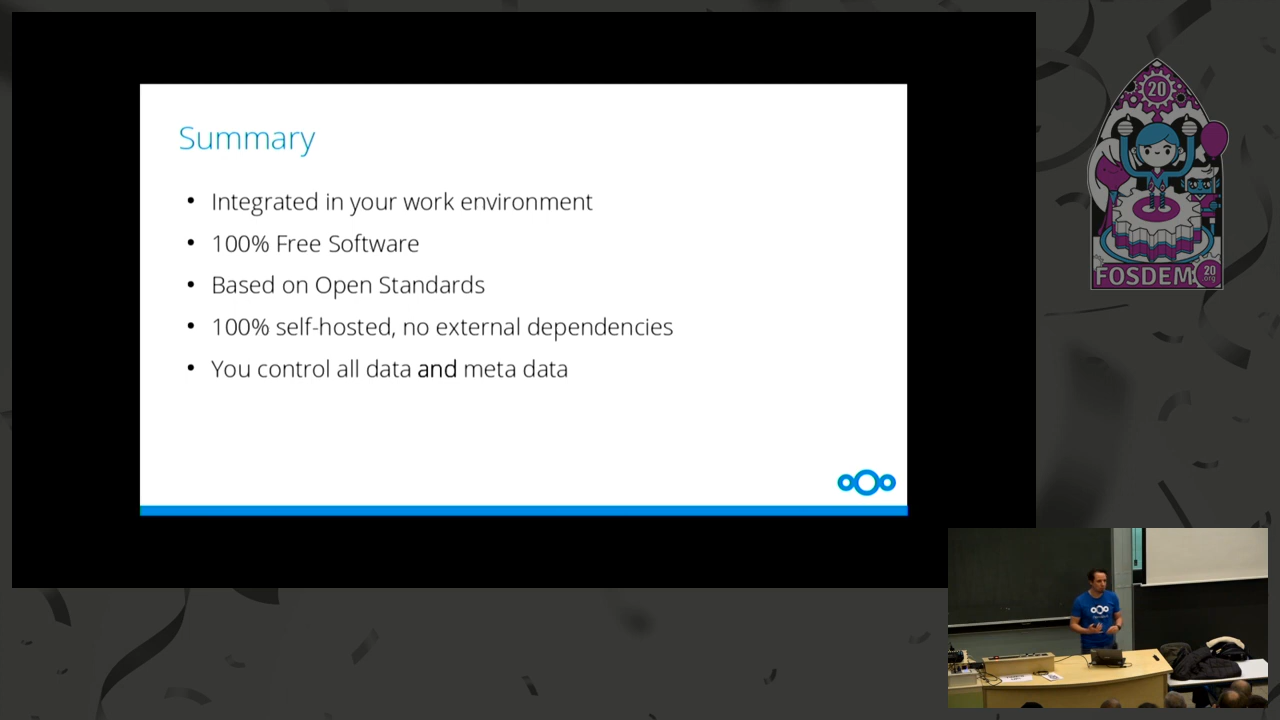 Summary
• Integrated in your work environment
• 100% Free Software
• Based on Open Standards
• 100% self-hosted, no external dependencies
• You control all data and meta data
20
FOSDEM
20
.org